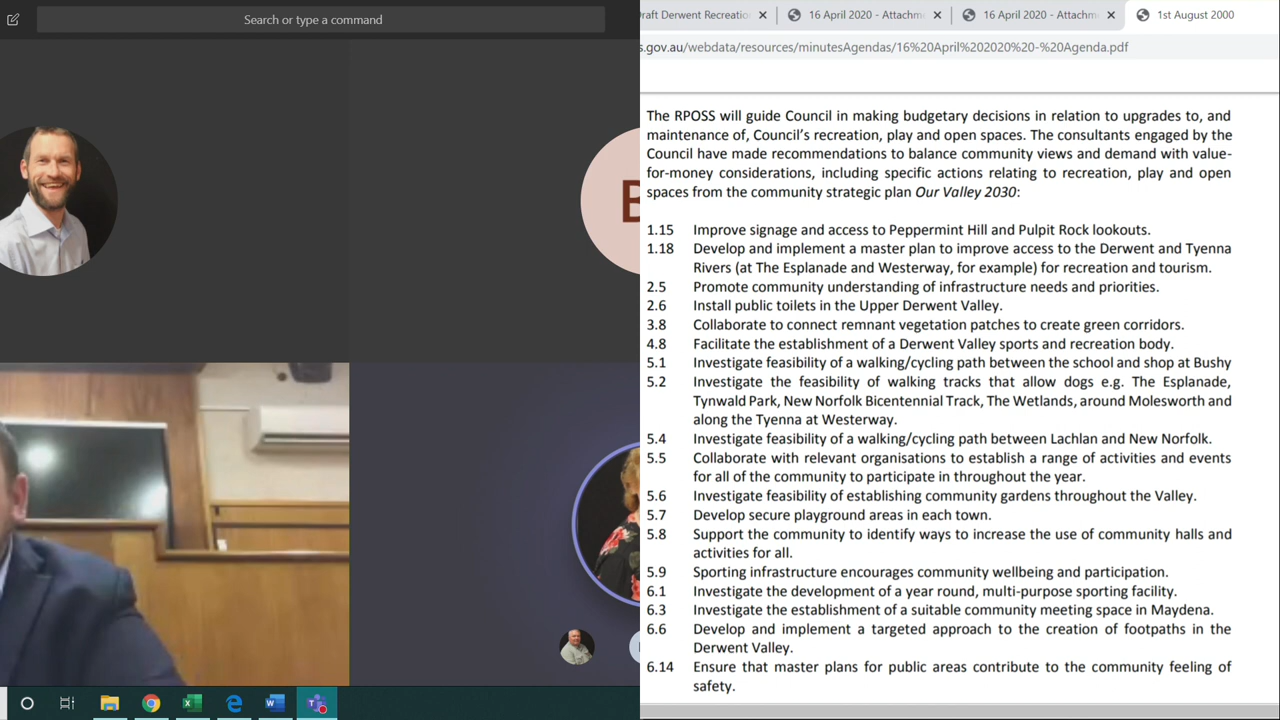 Search or type a command
raft Derwent Recreatio
16 April 2020 - Attachm
16 April 2020 - Attachm
1st August 2000
s.gov.au/webdata/resources/minutesAgendas/16%20April%202020%20-%20Agenda.pdf
The RPOSS will guide Council in making budgetary decisions in relation to upgrades to, and
maintenance of, Council's recreation, play and open spaces. The consultants engaged by the
Council have made recommendations to balance community views and demand with value-
for-money considerations, including specific actions relating to recreation, play and open
spaces from the community strategic plan Our Valley 2030:
1.15 Improve signage and access to Peppermint Hill and Pulpit Rock lookouts.
1.18 Develop and implement a master plan to improve access to the Derwent and Tyenna
Rivers (at The Esplanade and Westerway, for example) for recreation and tourism.
2.5 Promote community understanding of infrastructure needs and priorities.
2.6 Install public toilets in the Upper Derwent Valley.
3.8 Collaborate to connect remnant vegetation patches to create green corridors.
4.8 Facilitate the establishment of a Derwent Valley sports and recreation body.
5.1 Investigate feasibility of a walking/cycling path between the school and shop at Bushy
5.2 Investigate the feasibility of walking tracks that allow dogs e.g. The Esplanade,
Tynwald Park, New Norfolk Bicentennial Track, The Wetlands, around Molesworth and
along the Tyenna at Westerway.
5.4 Investigate feasibility of a walking/cycling path between Lachlan and New Norfolk.
5.5 Collaborate with relevant organisations to establish a range of activities and events
for all of the community to participate in throughout the year.
5.6 Investigate feasibility of establishing community gardens throughout the Valley.
5.7 Develop secure playground areas in each town.
5.8 Support the community to identify ways to increase the use of community halls and
activities for all.
5.9 Sporting infrastructure encourages community wellbeing and participation.
6.1 Investigate the development of a year round, multi-purpose sporting facility.
6.3 Investigate the establishment of a suitable community meeting space in Maydena.
6.6 Develop and implement a targeted approach to the creation of footpaths in the
Derwent Valley.
6.14 Ensure that master plans for public areas contribute to the community feeling of
safety.